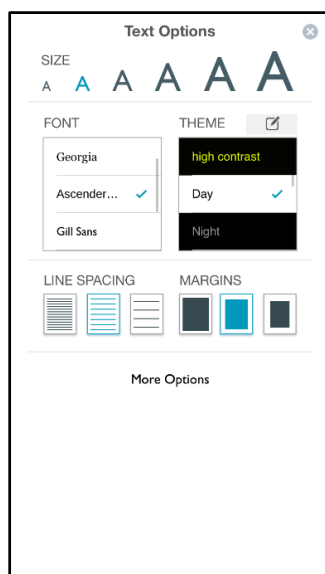 Text Options
SIZE
A A A A A A
FONT THEME
Georgia high contrast
Ascender... Day
Gill Sans Night
LINE SPACING MARGINS
More Options